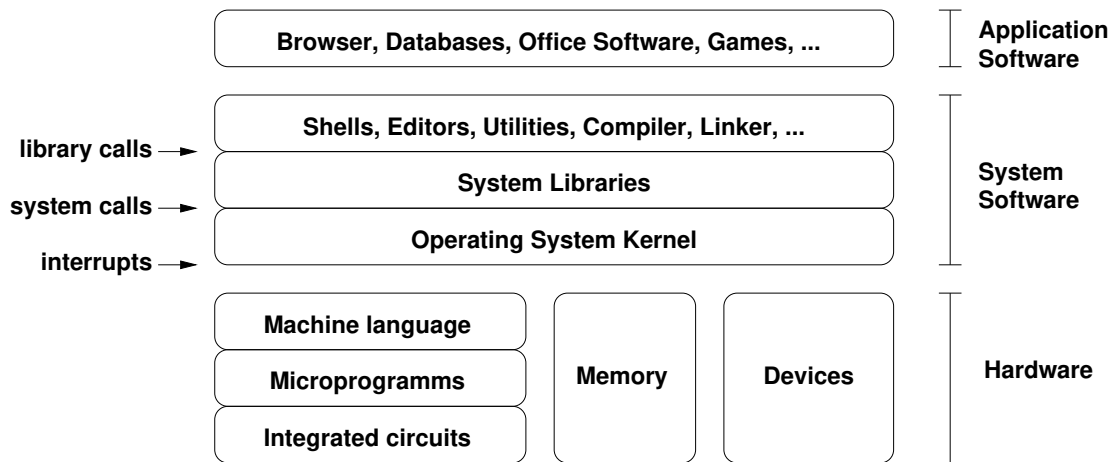 Browser, Databases, Office Software, Games, ...
Application
Software
Shells, Editors, Utilities, Compiler, Linker, ...
library calls
System Libraries
System
Software
system calls
Operating System Kernel
interrupts
Machine language
Microprogramms
Memory
Devices
Hardware
Integrated circuits